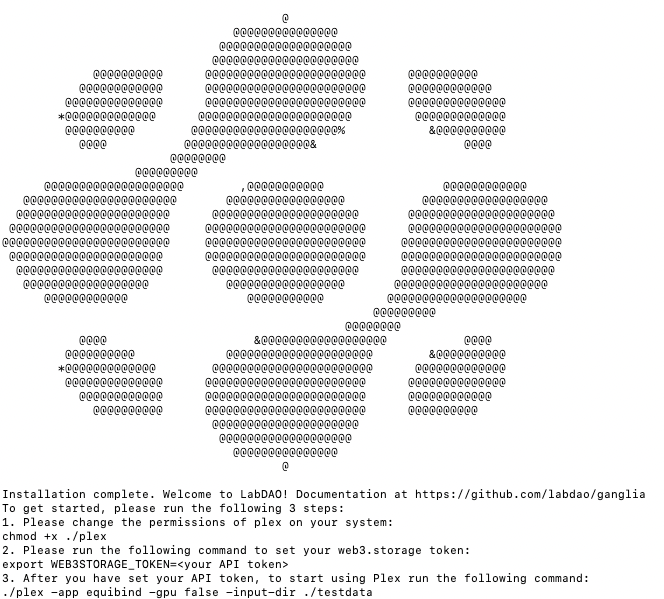 Installation complete. Welcome to LabDAO! Documentation at https://github.com/labdao/ganglia
To get started, please run the following 3 steps:
1. Please change the permissions of plex on your system:
chmod +x ./plex
2. Please run the following command to set your web3.storage token:
export WEB3STORAGE_TOKEN=<your API token>
3. After you have set your API token, to start using Plex run the following command:
./plex -app equibind -gpu false -input-dir ./testdata